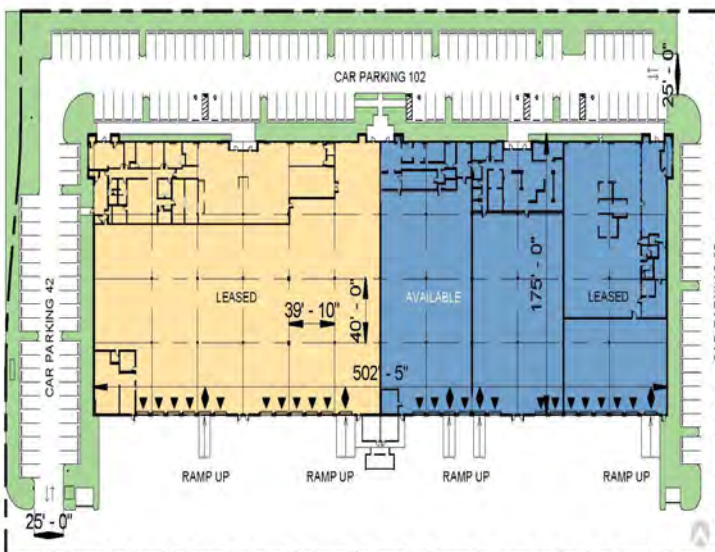 CAR PARKING 102
25' - 0"
CAR PARKING 42
LEASED
39' - 10"
40' - 0"
AVAILABLE
175' - 0"
LEASED
502' - 5"
RAMP UP
RAMP UP
RAMP UP
RAMP UP
25' - 0"